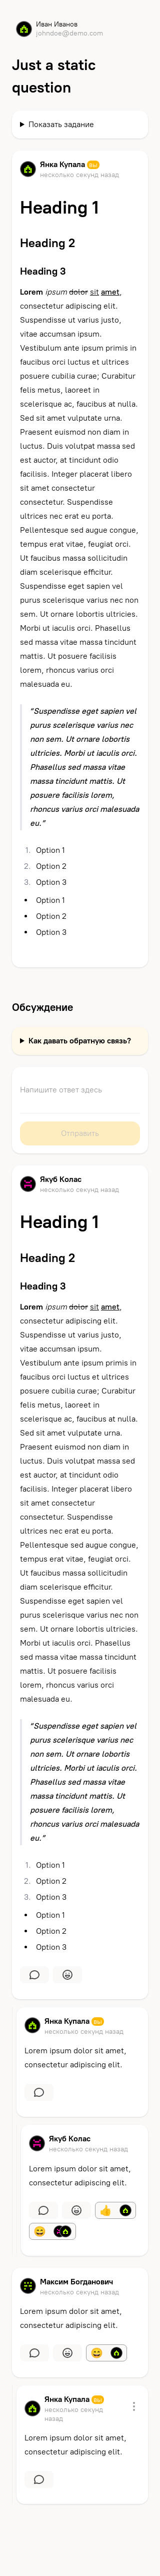 Иван Иванов
johndoe@demo.com
Just a static
question
Показать задание
Янка Купала Вы
несколько секунд назад
Heading 1
Heading 2
Heading 3
Lorem ipsum dolor sit amet,
consectetur adipiscing elit.
Suspendisse ut varius justo,
vitae accumsan ipsum.
Vestibulum ante ipsum primis in
faucibus orci luctus et ultrices
posuere cubilia curae; Curabitur
felis metus, laoreet in
scelerisque ac, faucibus at nulla.
Sed sit amet vulputate urna.
Praesent euismod non diam in
luctus. Duis volutpat massa sed
est auctor, at tincidunt odio
facilisis. Integer placerat libero
sit amet consectetur
consectetur. Suspendisse
ultrices nec erat eu porta.
Pellentesque sed augue congue,
tempus erat vitae, feugiat orci.
Ut faucibus massa sollicitudin
diam scelerisque efficitur.
Suspendisse eget sapien vel
purus scelerisque varius nec non
sem. Ut ornare lobortis ultricies.
Morbi ut iaculis orci. Phasellus
sed massa vitae massa tincidunt
mattis. Ut posuere facilisis
lorem, rhoncus varius orci
malesuada eu.
"Suspendisse eget sapien vel
purus scelerisque varius nec
non sem. Ut ornare lobortis
ultricies. Morbi ut iaculis orci.
Phasellus sed massa vitae
massa tincidunt mattis. Ut
posuere facilisis lorem,
rhoncus varius orci malesuada
eu."
1. Option 1
2. Option 2
3. Option 3
• Option 1
• Option 2
• Option 3
Обсуждение
Как давать обратную связь?
Напишите ответ здесь
Отправить
Якуб Колас
несколько секунд назад
Heading 1
Heading 2
Heading 3
Lorem ipsum dolor sit amet,
consectetur adipiscing elit.
Suspendisse ut varius justo,
vitae accumsan ipsum.
Vestibulum ante ipsum primis in
faucibus orci luctus et ultrices
posuere cubilia curae; Curabitur
felis metus, laoreet in
scelerisque ac, faucibus at nulla.
Sed sit amet vulputate urna.
Praesent euismod non diam in
luctus. Duis volutpat massa sed
est auctor, at tincidunt odio
facilisis. Integer placerat libero
sit amet consectetur
consectetur. Suspendisse
ultrices nec erat eu porta.
Pellentesque sed augue congue,
tempus erat vitae, feugiat orci.
Ut faucibus massa sollicitudin
diam scelerisque efficitur.
Suspendisse eget sapien vel
purus scelerisque varius nec non
sem. Ut ornare lobortis ultricies.
Morbi ut iaculis orci. Phasellus
sed massa vitae massa tincidunt
mattis. Ut posuere facilisis
lorem, rhoncus varius orci
malesuada eu.
"Suspendisse eget sapien vel
purus scelerisque varius nec
non sem. Ut ornare lobortis
ultricies. Morbi ut iaculis orci.
Phasellus sed massa vitae
massa tincidunt mattis. Ut
posuere facilisis lorem,
rhoncus varius orci malesuada
eu."
1. Option 1
2. Option 2
3. Option 3
• Option 1
• Option 2
• Option 3
Янка Купала Вы
несколько секунд назад
Lorem ipsum dolor sit amet,
consectetur adipiscing elit.
Якуб Колас
несколько секунд назад
Lorem ipsum dolor sit amet,
consectetur adipiscing elit.
Максим Богданович
несколько секунд назад
Lorem ipsum dolor sit amet,
consectetur adipiscing elit.
Янка Купала Вы
несколько секунд
назад
Lorem ipsum dolor sit amet,
consectetur adipiscing elit.